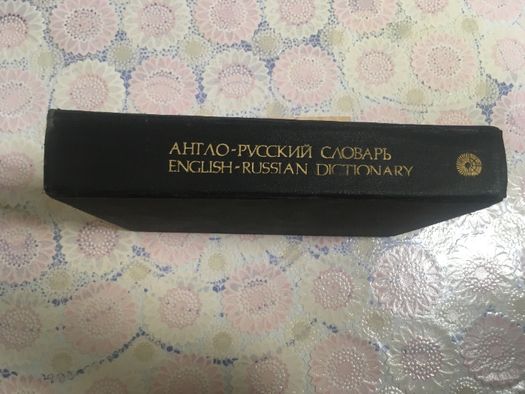 АНГЛО-РУССКИЙ СЛОВАРЬ
ENGLISH-RUSSIAN DICTIONARY